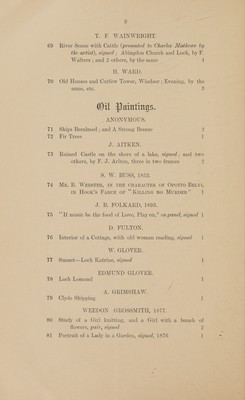 8
T. F. WAINWRIGHT.
69 River Scene with Cattle (presented to Charles Mathews by
the artist), signed; Abingdon Church and Lock, by F.
Walters; and 2 others, by the same 4
H. WARD.
70 Old Houses and Curfew Tower, Windsor; Evening, by the
same, etc. 3
Oil Paintings.
ANONYMOUS.
71 Ships Becalmed; and A Strong Breeze 2
72 Fir Trees 1
J. AITKEN.
73 Ruined Castle on the shore of a lake, signed; and two
others, by F. J. Arlton, three in two frames 2
S. W. BUSS, 1833.
74 MR. B. WEBSTER, IN THE CHARACTER OF OPOTTO BELVI,
IN HOOK'S FARCE OF "KILLING NO MURDER" 1
J. R. FOLKARD, 1893.
75 "If music be the food of Love, Play on," on panel, signed 1
D. FULTON.
76 Interior of a Cottage, with old woman reading, signed 1
W. GLOVER.
77 Sunset—Loch Katrine, signed 1
EDMUND GLOVER.
78 Loch Lomond 1
A. GRIMSHAW.
79 Clyde Shipping 1
WEEDON GROSSMITH, 1877.
80 Study of a Girl knitting, and a Girl with a bunch of
flowers, pair, signed 2
81 Portrait of a Lady in a Garden, signed, 1876 1